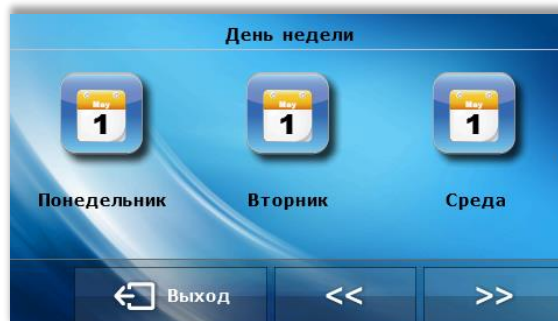 День недели
May May May
1 1 1
Понедельник Вторник Среда
Выход << >>